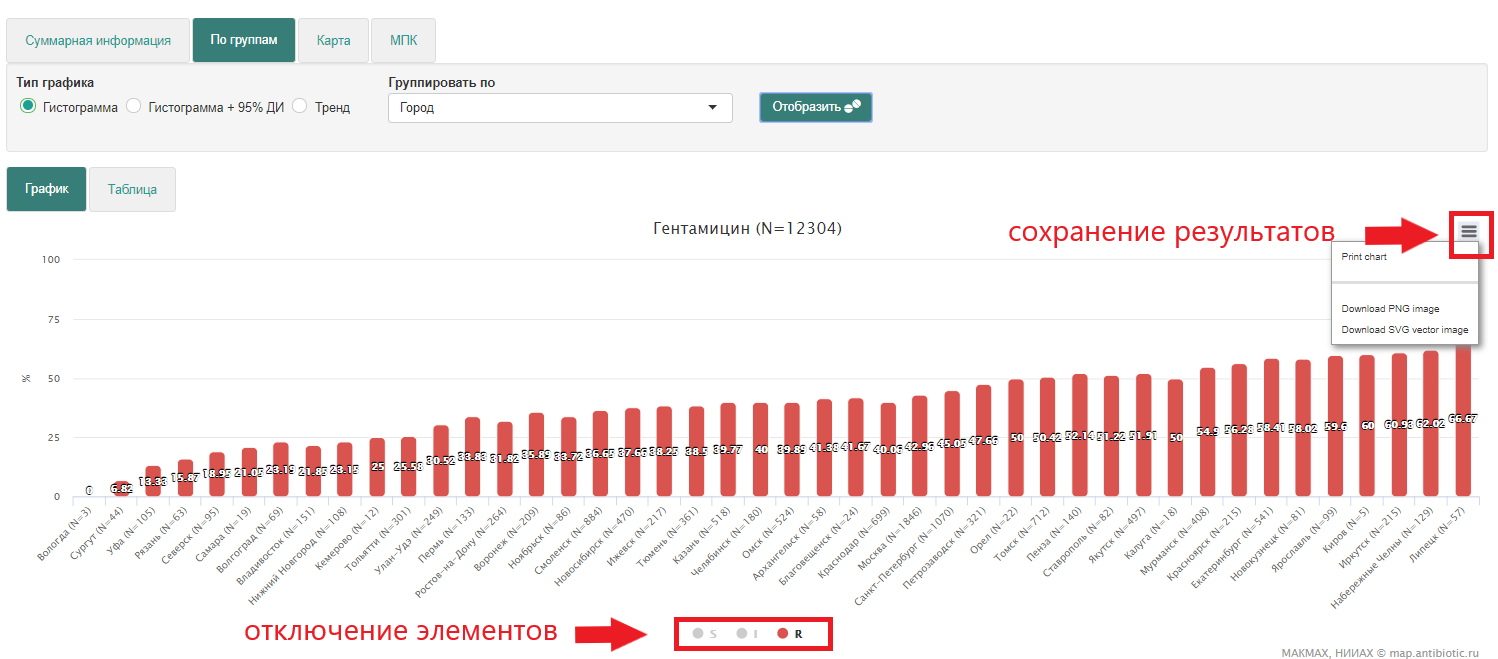 Суммарная информация По группам Карта МПК
Тип графика Группировать по
Гистограмма Гистограмма + 95% ДИ Тренд Город Отобразить
График Таблица
Гентамицин (N=12304)
сохранение результатов
Print chart
Download PNG image
Download SVG vector image
100
75
50
25
0
%
0 6.82 13.33 15.87 18.95 21.05 23.19 21.85 23.15 25 25.58 30.52 33.83 31.82 35.89 33.72 36.65 37.66 38.25 38.5 39.77 40 39.89 41.38 41.67 40.06 42.96 45.05 47.66 50 50.42 52.14 51.22 51.91 50 54.9 56.28 58.41 58.02 59.6 60 60.93 62.02 66.67
Вологда (N=3)
Сургут (N=44)
Уфа (N=105)
Рязань (N=63)
Северск (N=95)
Самара (N=19)
Волгоград (N=69)
Владивосток (N=151)
Нижний Новгород (N=108)
Кемерово (N=12)
Тольятти (N=301)
Улан-Удэ (N=249)
Пермь (N=133)
Ростов-на-Дону (N=264)
Воронеж (N=209)
Ноябрьск (N=86)
Смоленск (N=884)
Новосибирск (N=470)
Ижевск (N=217)
Тюмень (N=361)
Казань (N=518)
Челябинск (N=180)
Омск (N=524)
Архангельск (N=58)
Благовещенск (N=24)
Краснодар (N=699)
Москва (N=1846)
Санкт-Петербург (N=1070)
Петрозаводск (N=321)
Орел (N=22)
Томск (N=712)
Пенза (N=140)
Ставрополь (N=82)
Якутск (N=497)
Калуга (N=18)
Мурманск (N=408)
Красноярск (N=215)
Екатеринбург (N=541)
Новокузнецк (N=81)
Ярославль (N=99)
Киров (N=5)
Иркутск (N=215)
Набережные Челны (N=129)
Липецк (N=57)
отключение элементов
S I R
МАКМАХ, НИИАХ © map.antibiotic.ru